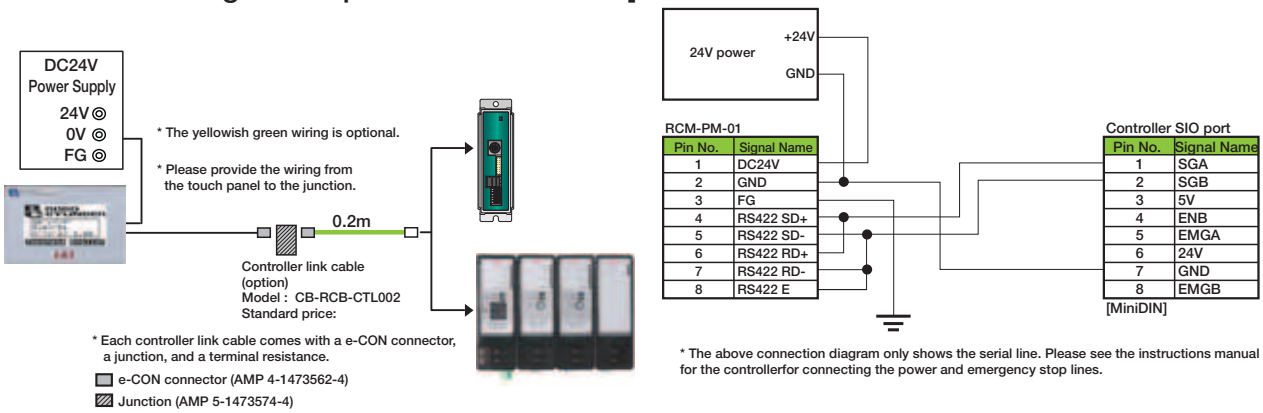 DC24V
Power Supply
24V
0V
FG
* The yellowish green wiring is optional.
* Please provide the wiring from
the touch panel to the junction.
0.2m
Controller link cable
(option)
Model : CB-RCB-CTL002
Standard price:
* Each controller link cable comes with a e-CON connector,
a junction, and a terminal resistance.
e-CON connector (AMP 4-1473562-4)
Junction (AMP 5-1473574-4)
24V power
+24V
GND
RCM-PM-01
Pin No. Signal Name
1 DC24V
2 GND
3 FG
4 RS422 SD+
5 RS422 SD-
6 RS422 RD+
7 RS422 RD-
8 RS422 E
Controller SIO port
Pin No. Signal Name
1 SGA
2 SGB
3 5V
4 ENB
5 EMGA
6 24V
7 GND
8 EMGB
[MiniDIN]
* The above connection diagram only shows the serial line. Please see the instructions manual
for the controllerfor connecting the power and emergency stop lines.